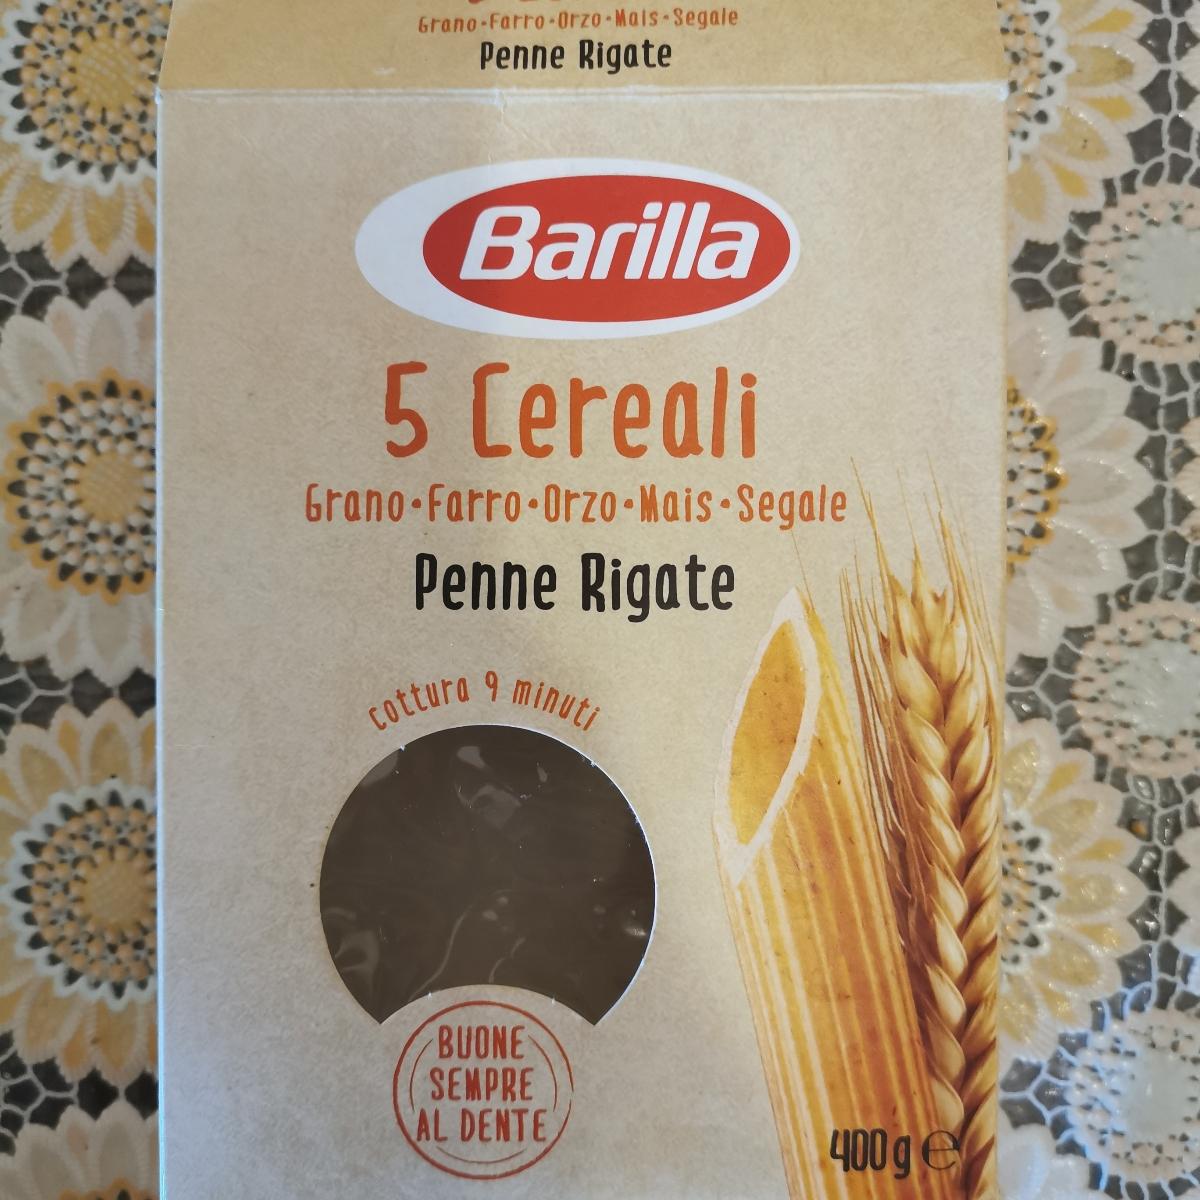 Grano•Farro•Orzo•Mais•Segale
Penne Rigate
Barilla
5 Cereali
Grano•Farro•Orzo•Mais•Segale
Penne Rigate
cottura 9 minuti
BUONE
SEMPRE
AL DENTE
400 g ℮